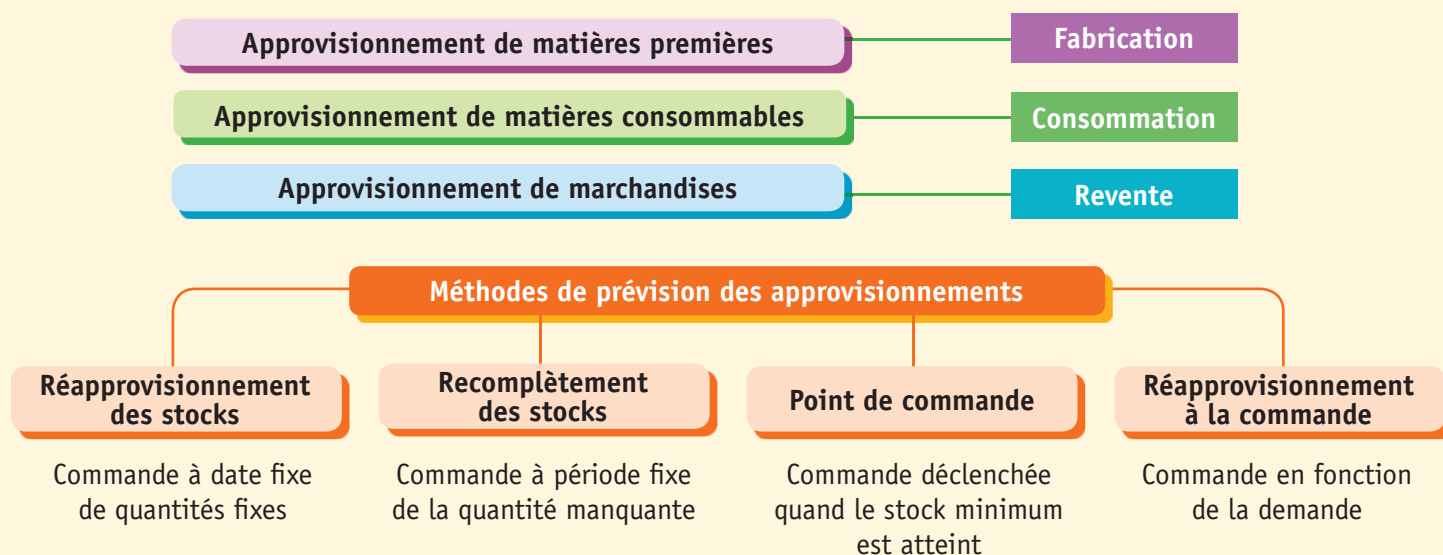 Approvisionnement de matières premières
Fabrication
Approvisionnement de matières consommables
Consommation
Approvisionnement de marchandises
Revente
Méthodes de prévision des approvisionnements
Réapprovisionnement
des stocks
Commande à date fixe
de quantités fixes
Recomplètement
des stocks
Commande à période fixe
de la quantité manquante
Point de commande
Commande déclenchée
quand le stock minimum
est atteint
Réapprovisionnement
à la commande
Commande en fonction
de la demande